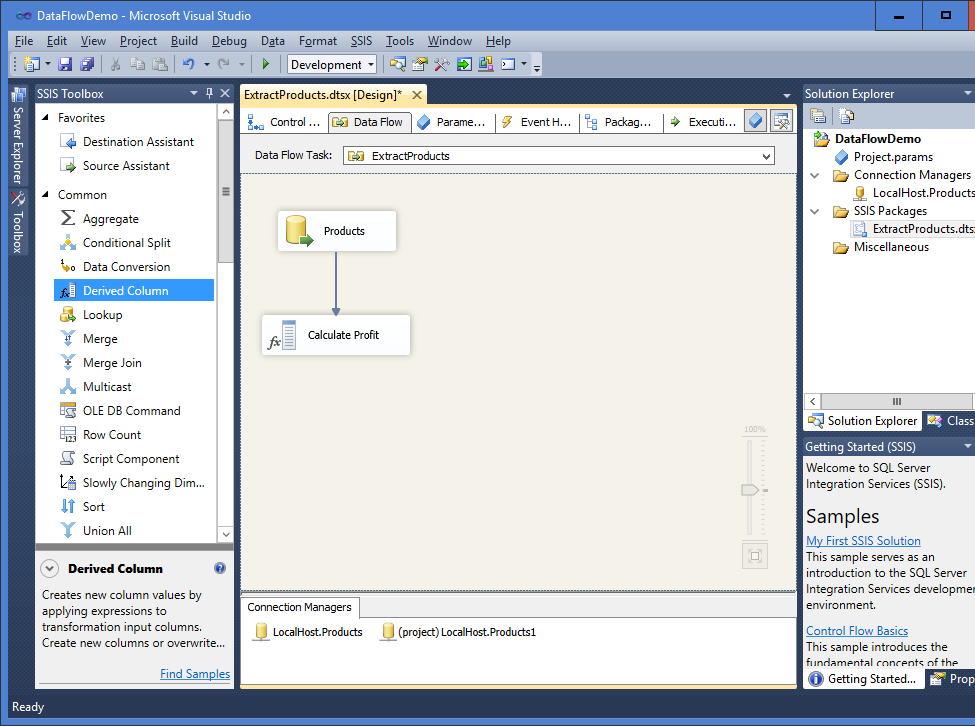 DataFlowDemo - Microsoft Visual Studio
File Edit View Project Build Debug Data Format SSIS Tools Window Help
Development
Server Explorer
Toolbox
SSIS Toolbox
Favorites
Destination Assistant
Source Assistant
Common
Aggregate
Conditional Split
Data Conversion
Derived Column
Lookup
Merge
Merge Join
Multicast
OLE DB Command
Row Count
Script Component
Slowly Changing Dim...
Sort
Union All
Derived Column
Creates new column values by
applying expressions to
transformation input columns.
Create new columns or overwrite...
Find Samples
ExtractProducts.dtsx [Design]*
Control ... Data Flow Parame... Event H... Packag... Executi...
Data Flow Task: ExtractProducts
Products
fx Calculate Profit
100%
Connection Managers
LocalHost.Products (project) LocalHost.Products1
Solution Explorer
DataFlowDemo
Project.params
Connection Managers
LocalHost.Products
SSIS Packages
ExtractProducts.dts
Miscellaneous
Solution Explorer Class
Getting Started (SSIS)
Welcome to SQL Server
Integration Services (SSIS).
Samples
My First SSIS Solution
This sample serves as an
introduction to the SQL Server
Integration Services developmen
environment.
Control Flow Basics
This sample introduces the
fundamental concepts of the
Getting Started... Prop
Ready